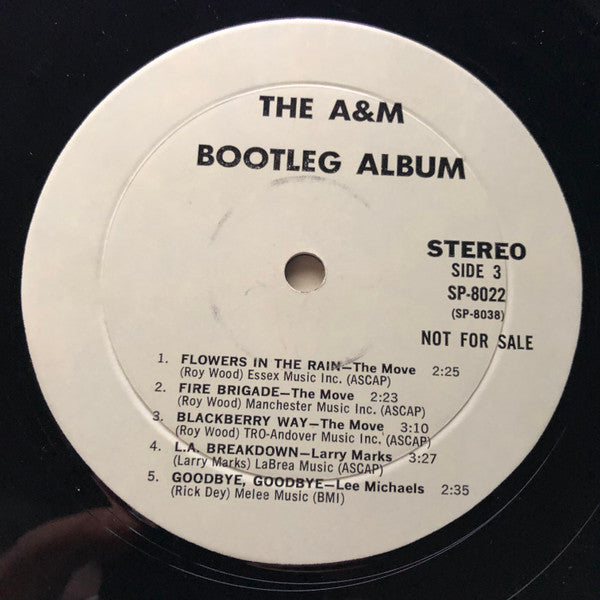 THE A&M
BOOTLEG ALBUM
STEREO
SIDE 3
SP-8022
(SP-8038)
NOT FOR SALE
1. FLOWERS IN THE RAIN—The Move 2:25
(Roy Wood) Essex Music Inc. (ASCAP)
2. FIRE BRIGADE—The Move 2:23
(Roy Wood) Manchester Music Inc. (ASCAP)
3. BLACKBERRY WAY—The Move 3:10
(Roy Wood) TRO-Andover Music Inc. (ASCAP)
4. L.A. BREAKDOWN—Larry Marks 3:27
(Larry Marks) LaBrea Music (ASCAP)
5. GOODBYE, GOODBYE—Lee Michaels 2:35
(Rick Dey) Melee Music (BMI)